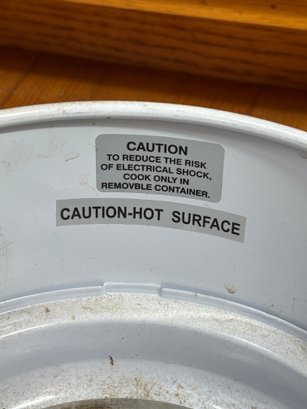 CAUTION
TO REDUCE THE RISK
OF ELECTRICAL SHOCK,
COOK ONLY IN
REMOVBLE CONTAINER.
CAUTION-HOT SURFACE